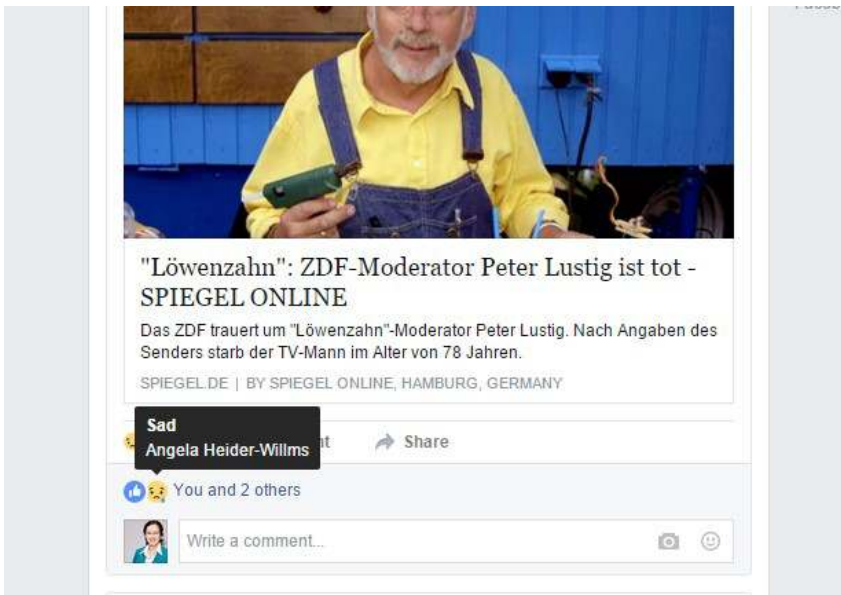 "Löwenzahn": ZDF-Moderator Peter Lustig ist tot -
SPIEGEL ONLINE
Das ZDF trauert um "Löwenzahn"-Moderator Peter Lustig. Nach Angaben des
Senders starb der TV-Mann im Alter von 78 Jahren.
SPIEGEL.DE | BY SPIEGEL ONLINE, HAMBURG, GERMANY
Sad
Angela Heider-Willms
Share
You and 2 others
Write a comment...